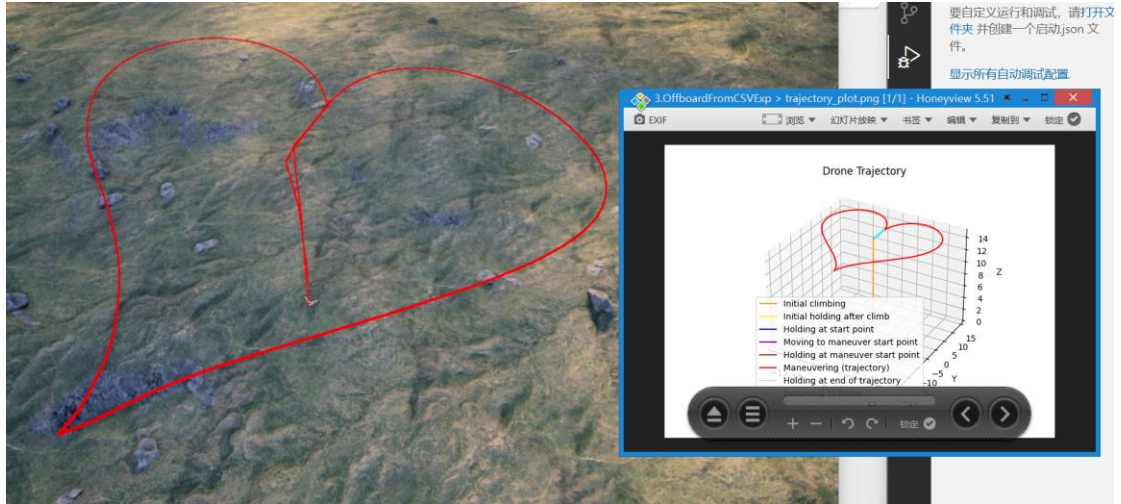 要自定义运行和调试，请打开文
件夹 并创建一个启动.json 文
件。
显示所有自动调试配置.
3.OffboardFromCSVExp > trajectory_plot.png [1/1] - Honeyview 5.51
EXIF
浏览
幻灯片放映
书签
编辑
复制到
锁定
Drone Trajectory
14
12
10
8
6
4
2
0
Z
15
10
5
0
−5
−10
Y
Initial climbing
Initial holding after climb
Holding at start point
Moving to maneuver start point
Holding at maneuver start point
Maneuvering (trajectory)
Holding at end of trajectory
锁定